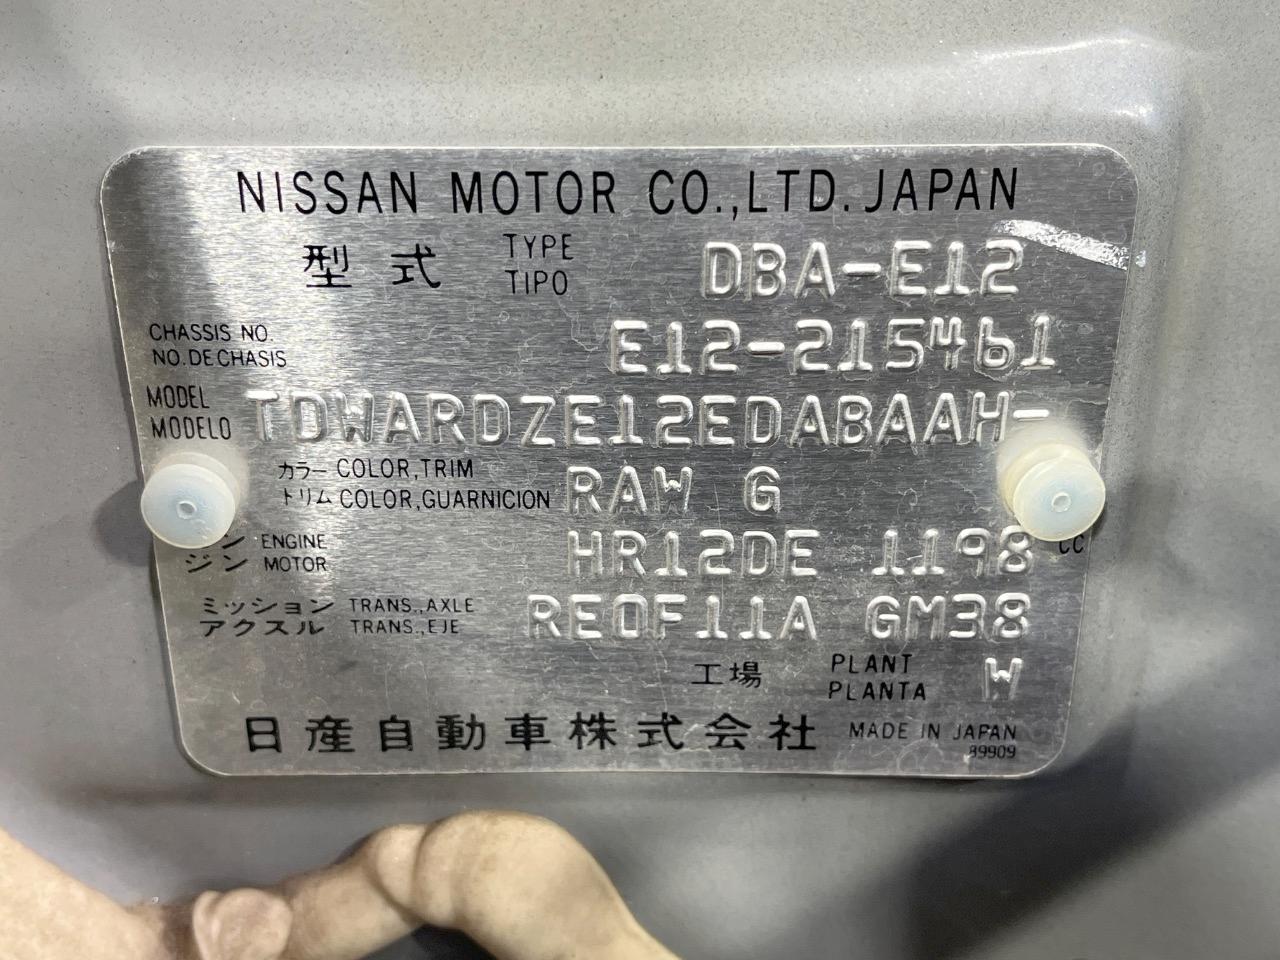 NISSAN MOTOR CO.,LTD. JAPAN
型式 TYPE TIPO DBA-E12
CHASSIS NO. NO.DE CHASIS E12-215461
MODEL MODELO TDWARDZE12EDABAAH-
カラー COLOR,TRIM
トリム COLOR,GUARNICION RAW G
ン ENGINE
ジン MOTOR HR12DE 1198 CC
ミッション TRANS.,AXLE
アクスル TRANS.,EJE RE0F11A GM38
工場 PLANT PLANTA W
日産自動車株式会社 MADE IN JAPAN
89909